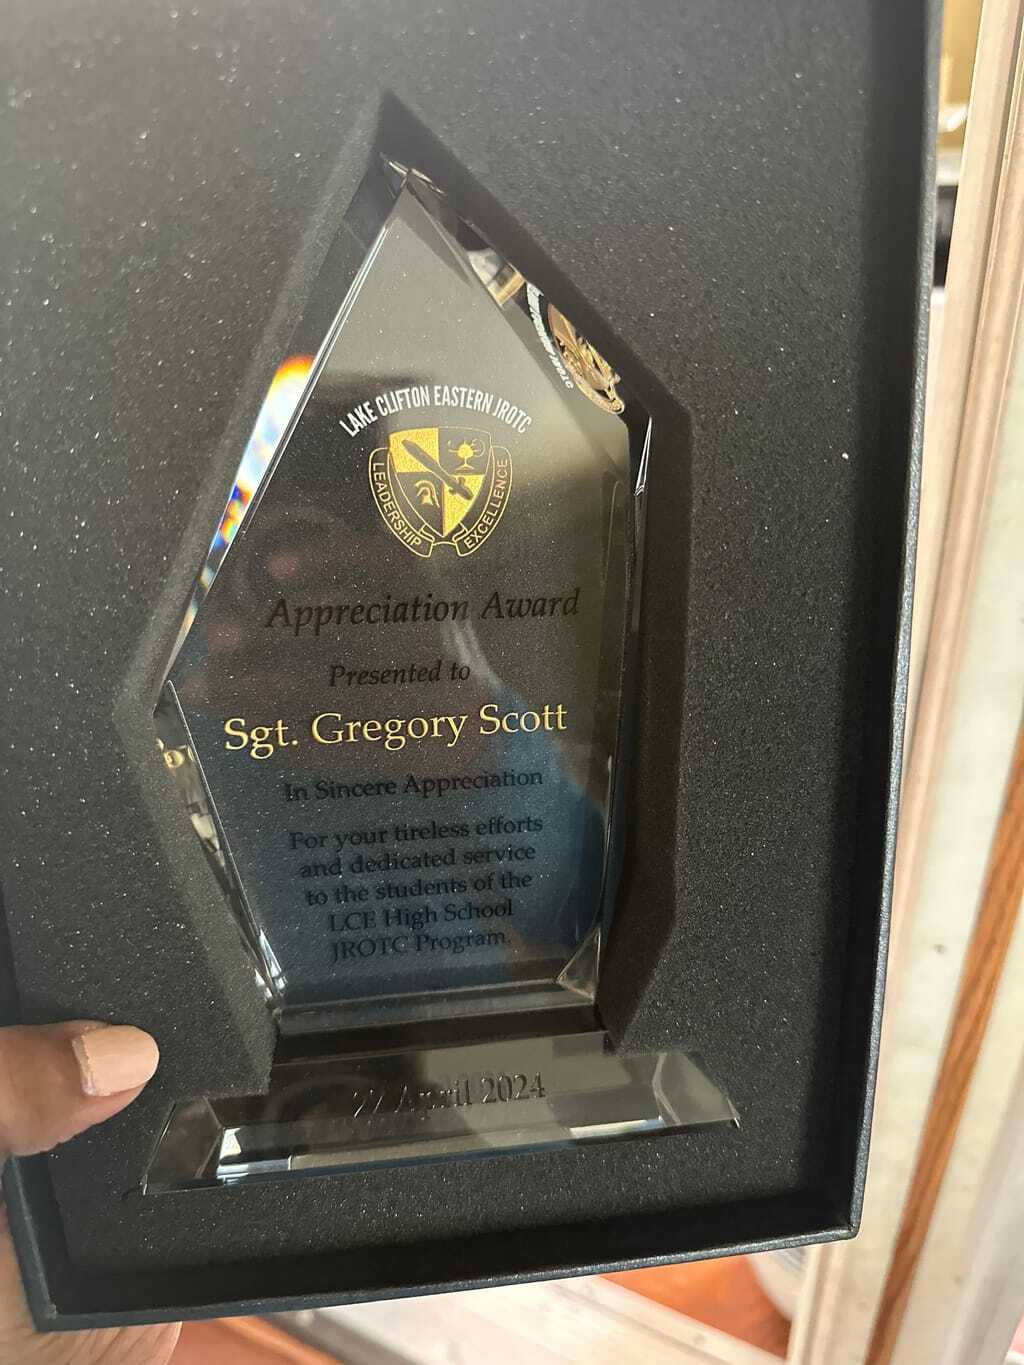 LAKE CLIFTON EASTERN JROTC
LEADERSHIP
EXCELLENCE
Appreciation Award
Presented to
Sgt. Gregory Scott
In Sincere Appreciation
For your tireless efforts
and dedicated service
to the students of the
LCE High School
JROTC Program.
April 2024